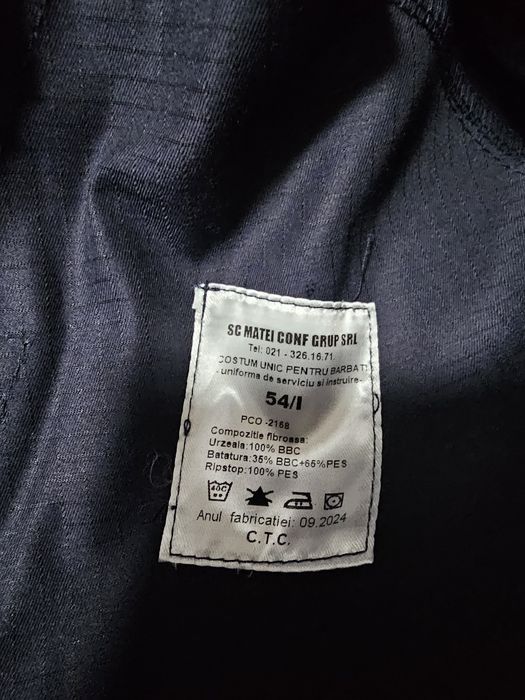 SC MATEI CONF GRUP SRL
Tel: 021 - 326.16.71.
COSTUM UNIC PENTRU BARBATI
uniforma de serviciu si instruire-
54/I
PCO -2168
Compozitie fibroasa:
Urzeala:100% BBC
Batatura:35% BBC+65%PES
Ripstop:100% PES
40C
Anul fabricatiei: 09.2024
C.T.C.